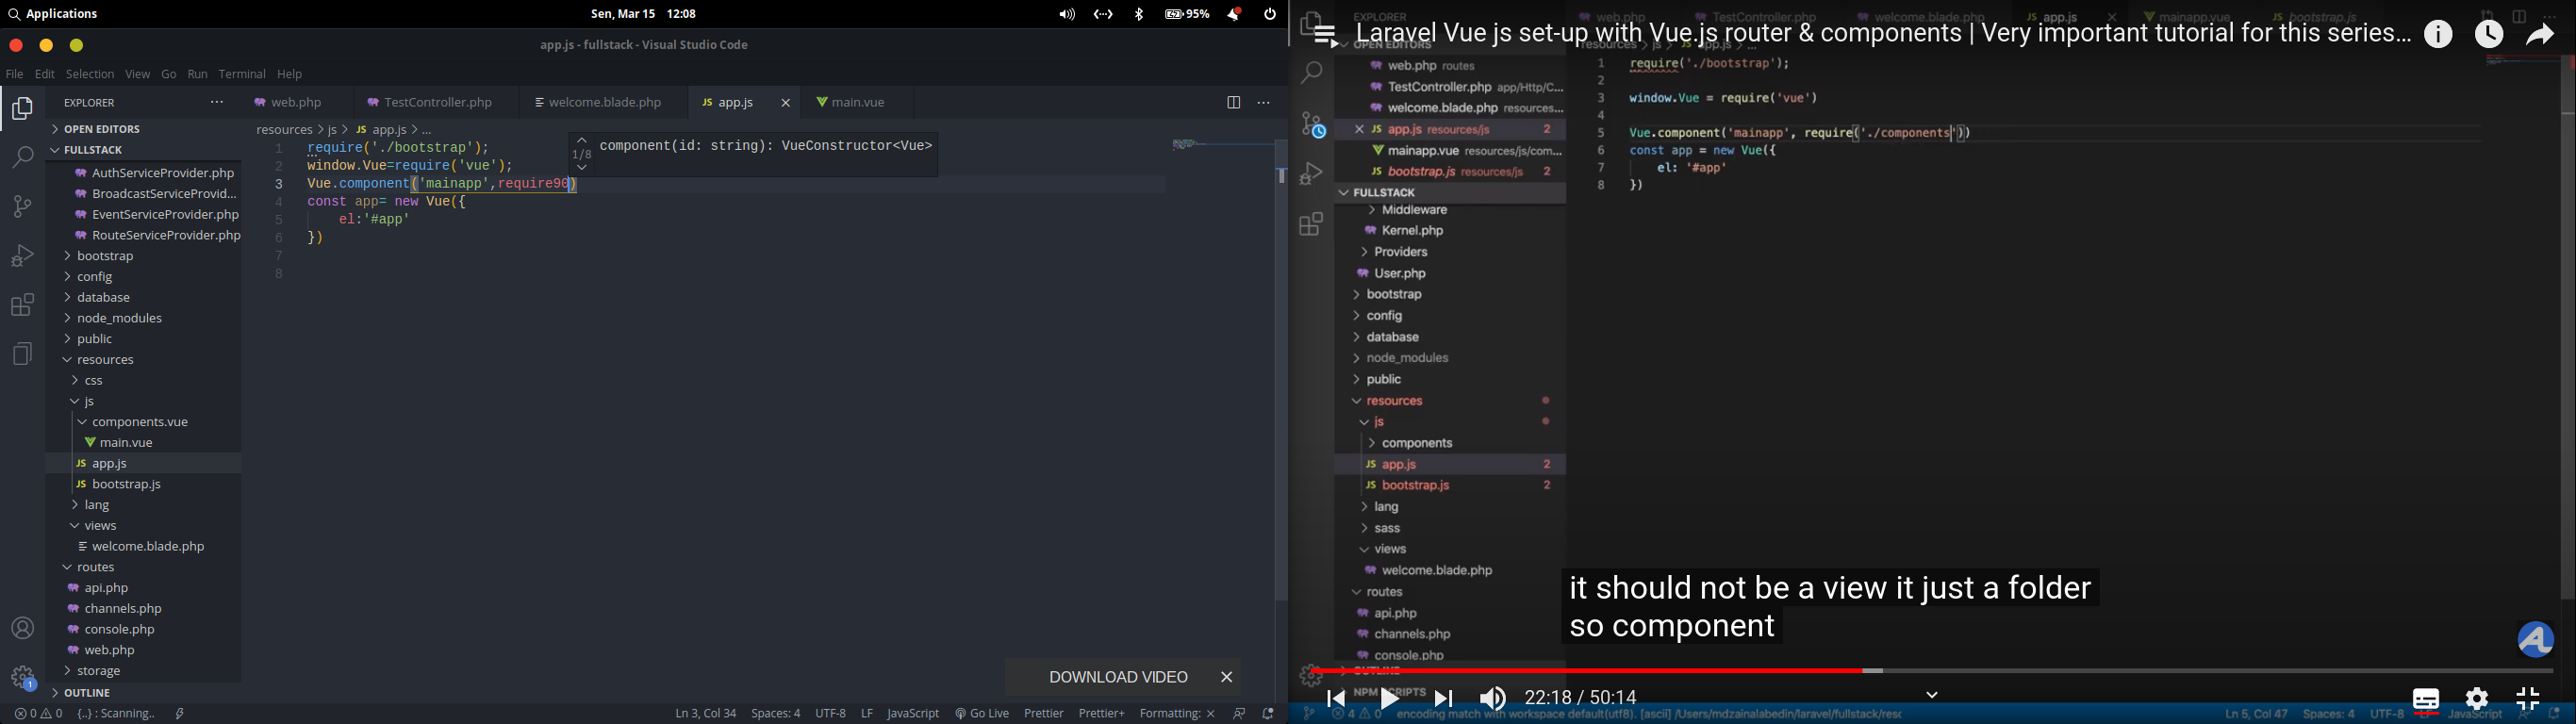 Applications
Sen, Mar 15 12:08
95%
app.js - fullstack - Visual Studio Code
File Edit Selection View Go Run Terminal Help
EXPLORER
web.php
TestController.php
welcome.blade.php
JS app.js
main.vue
OPEN EDITORS
FULLSTACK
AuthServiceProvider.php
BroadcastServiceProvid...
EventServiceProvider.php
RouteServiceProvider.php
bootstrap
config
database
node_modules
public
resources
css
js
components.vue
main.vue
JS app.js
JS bootstrap.js
lang
views
welcome.blade.php
routes
api.php
channels.php
console.php
web.php
storage
OUTLINE
resources > js > JS app.js > ...
1 require('./bootstrap');
2 window.Vue=require('vue');
3 Vue.component('mainapp',require90)
4 const app= new Vue({
5 el:'#app'
6 })
7
8
1/8 component(id: string): VueConstructor<Vue>
DOWNLOAD VIDEO
1
0 0 {..} : Scanning..
Ln 3, Col 34 Spaces: 4 UTF-8 LF JavaScript Go Live Prettier Prettier+ Formatting:
Laravel Vue js set-up with Vue.js router & components | Very important tutorial for this series...
EXPLORER
web.php
TestController.php
welcome.blade.php
app.js
mainapp.vue
JS bootstrap.js
OPEN EDITORS
resources > js > JS app.js > ...
web.php routes
TestController.php app/Http/C...
welcome.blade.php resources...
JS app.js resources/js 2
mainapp.vue resources/js/com...
JS bootstrap.js resources/js 2
FULLSTACK
Middleware
Kernel.php
Providers
User.php
bootstrap
config
database
node_modules
public
resources
js
components
JS app.js 2
JS bootstrap.js 2
lang
sass
views
welcome.blade.php
routes
api.php
channels.php
console.php
OUTLINE
NPM SCRIPTS
1 require('./bootstrap');
2
3 window.Vue = require('vue')
4
5 Vue.component('mainapp', require('./components'))
6 const app = new Vue({
7 el: '#app'
8 })
it should not be a view it just a folder
so component
22:18 / 50:14
4 0 encoding match with workspace default(utf8). [ascii] /Users/mdzainalabedin/laravel/fullstack/resc
Ln 5, Col 47 Spaces: 4 UTF-8 LF JavaScript